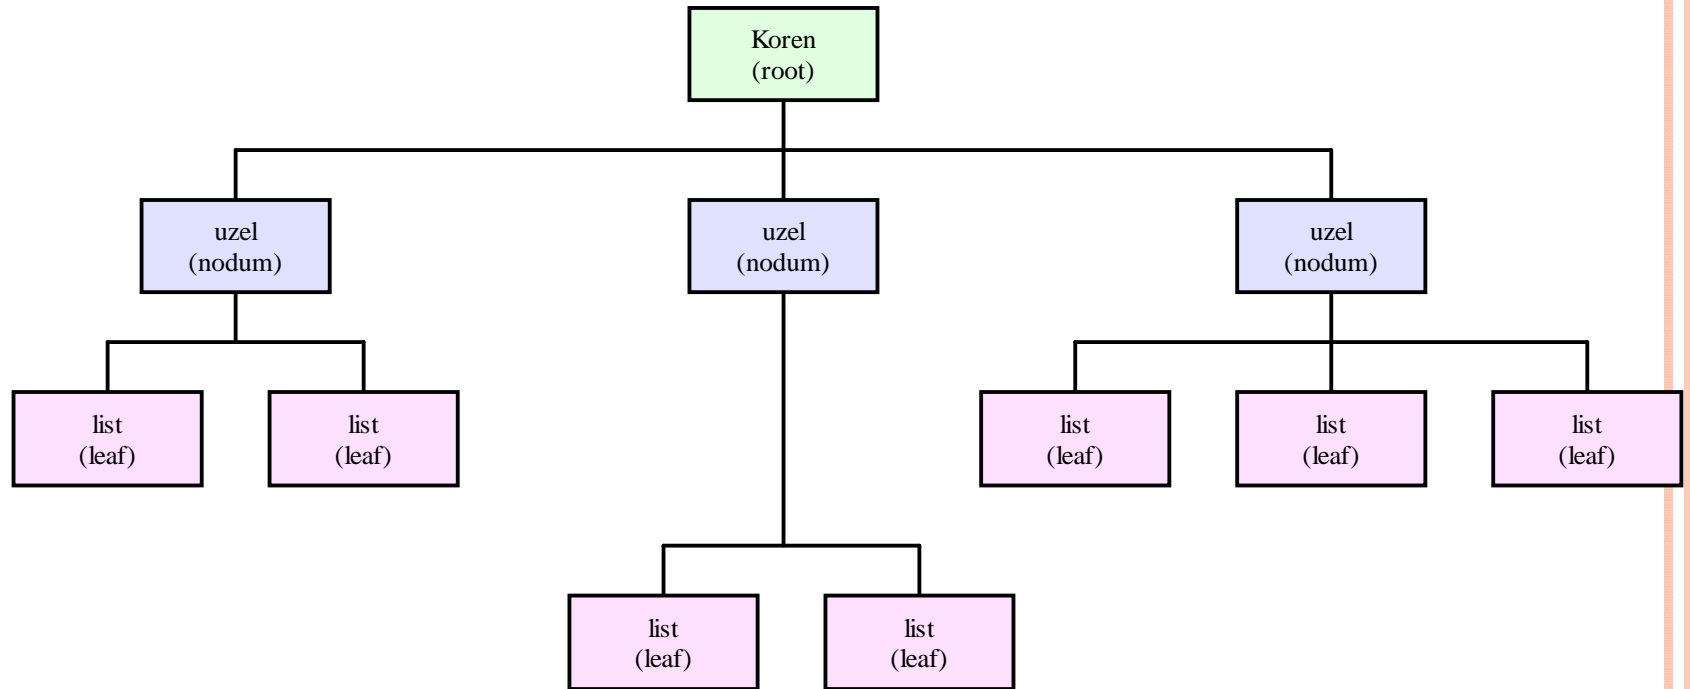 Koren
(root)
uzel
(nodum)
uzel
(nodum)
uzel
(nodum)
list
(leaf)
list
(leaf)
list
(leaf)
list
(leaf)
list
(leaf)
list
(leaf)
list
(leaf)